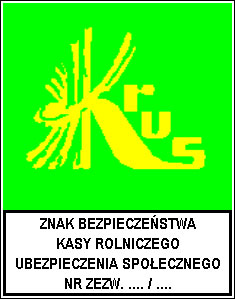 Krus
ZNAK BEZPIECZEŃSTWA
KASY ROLNICZEGO
UBEZPIECZENIA SPOŁECZNEGO
NR ZEZW. .... / ....